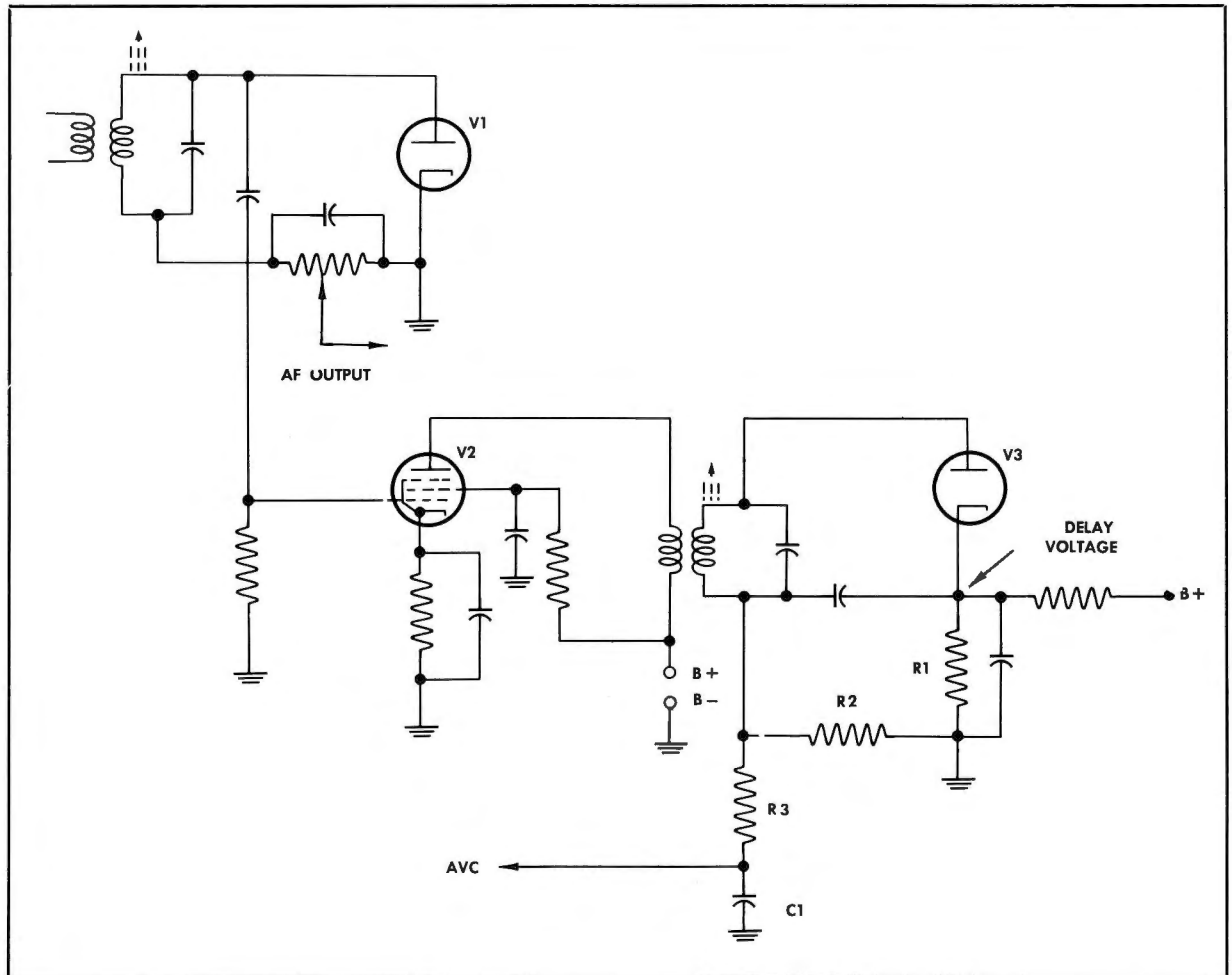 V1
AF OUTPUT
V2
V3
DELAY
VOLTAGE
B+
R1
B+
B-
R2
R3
AVC
C1